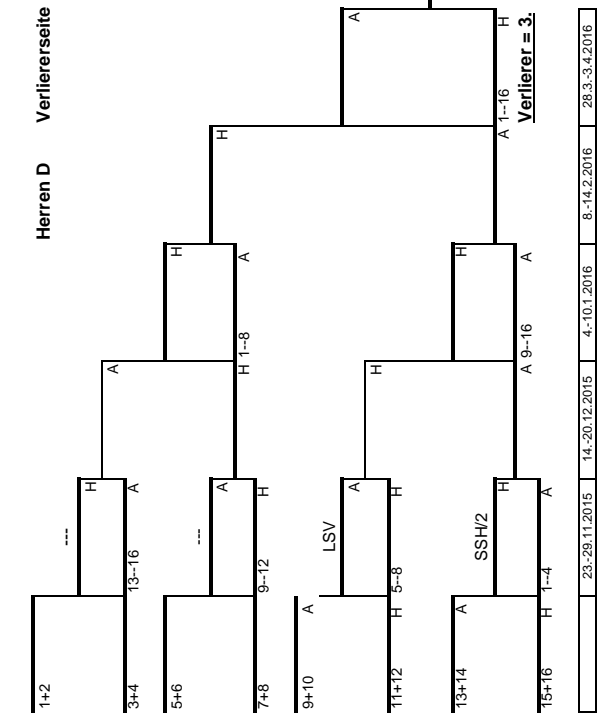 Herren D Verliererseite
1+2
---
H
A
3+4 13--16 A
5+6 H
---
A H
H 1--8 A
7+8 9--12 H
9+10 A
LSV
A A
H
11+12 H 5--8 H
13+14 A H
SSH/2
H A 1--16 H
A 9--16 A Verlierer = 3.
15+16 H 1--4 A
23.-29.11.2015 14.-20.12.2015 4.-10.1.2016 8.-14.2.2016 28.3.-3.4.2016